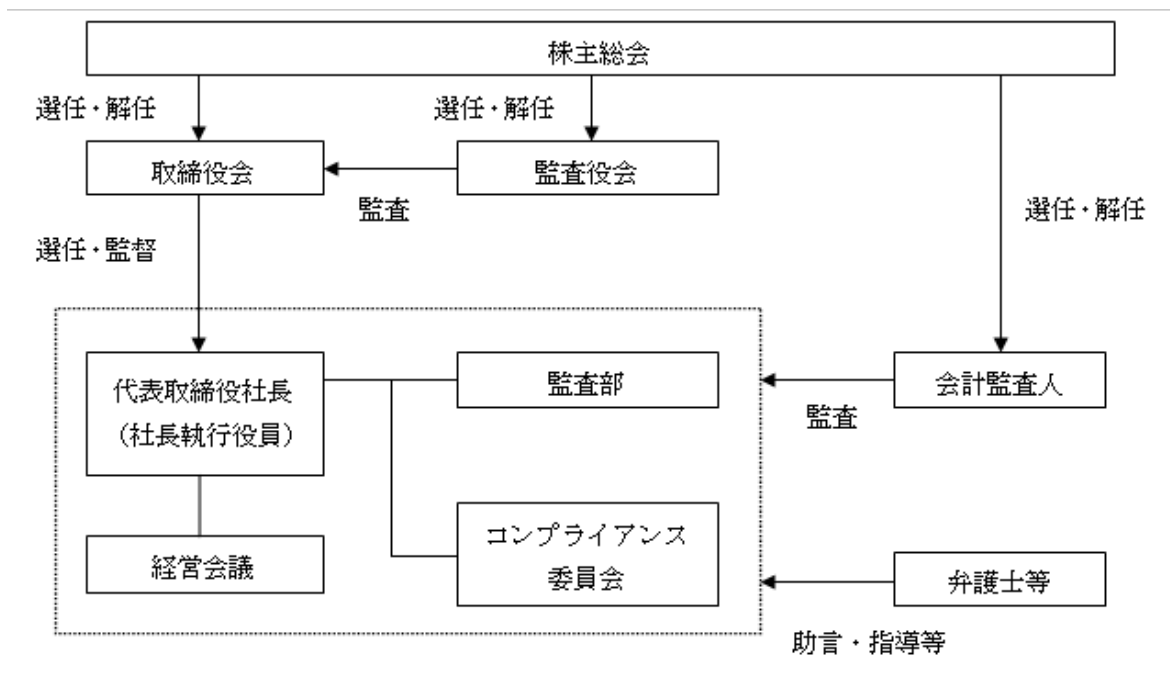 株主総会
選任・解任
選任・解任
取締役会
監査役会
監査
選任・解任
選任・監督
代表取締役社長
（社長執行役員）
監査部
会計監査人
監査
経営会議
コンプライアンス
委員会
弁護士等
助言・指導等